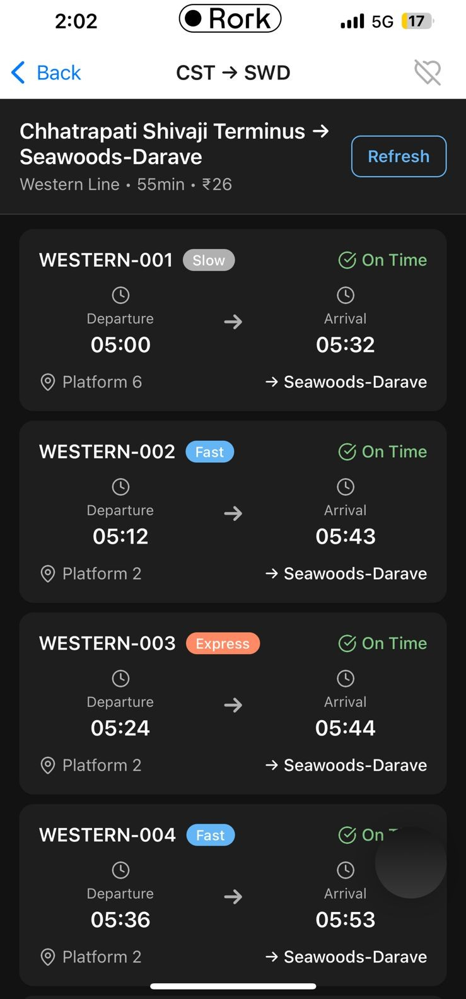 2:02
Rork
5G
17
Back
CST → SWD
Chhatrapati Shivaji Terminus →
Seawoods-Darave
Western Line • 55min • ₹26
Refresh
WESTERN-001 Slow On Time
Departure → Arrival
05:00 05:32
Platform 6 → Seawoods-Darave
WESTERN-002 Fast On Time
Departure → Arrival
05:12 05:43
Platform 2 → Seawoods-Darave
WESTERN-003 Express On Time
Departure → Arrival
05:24 05:44
Platform 2 → Seawoods-Darave
WESTERN-004 Fast On
Departure → Arrival
05:36 05:53
Platform 2 → Seawoods-Darave